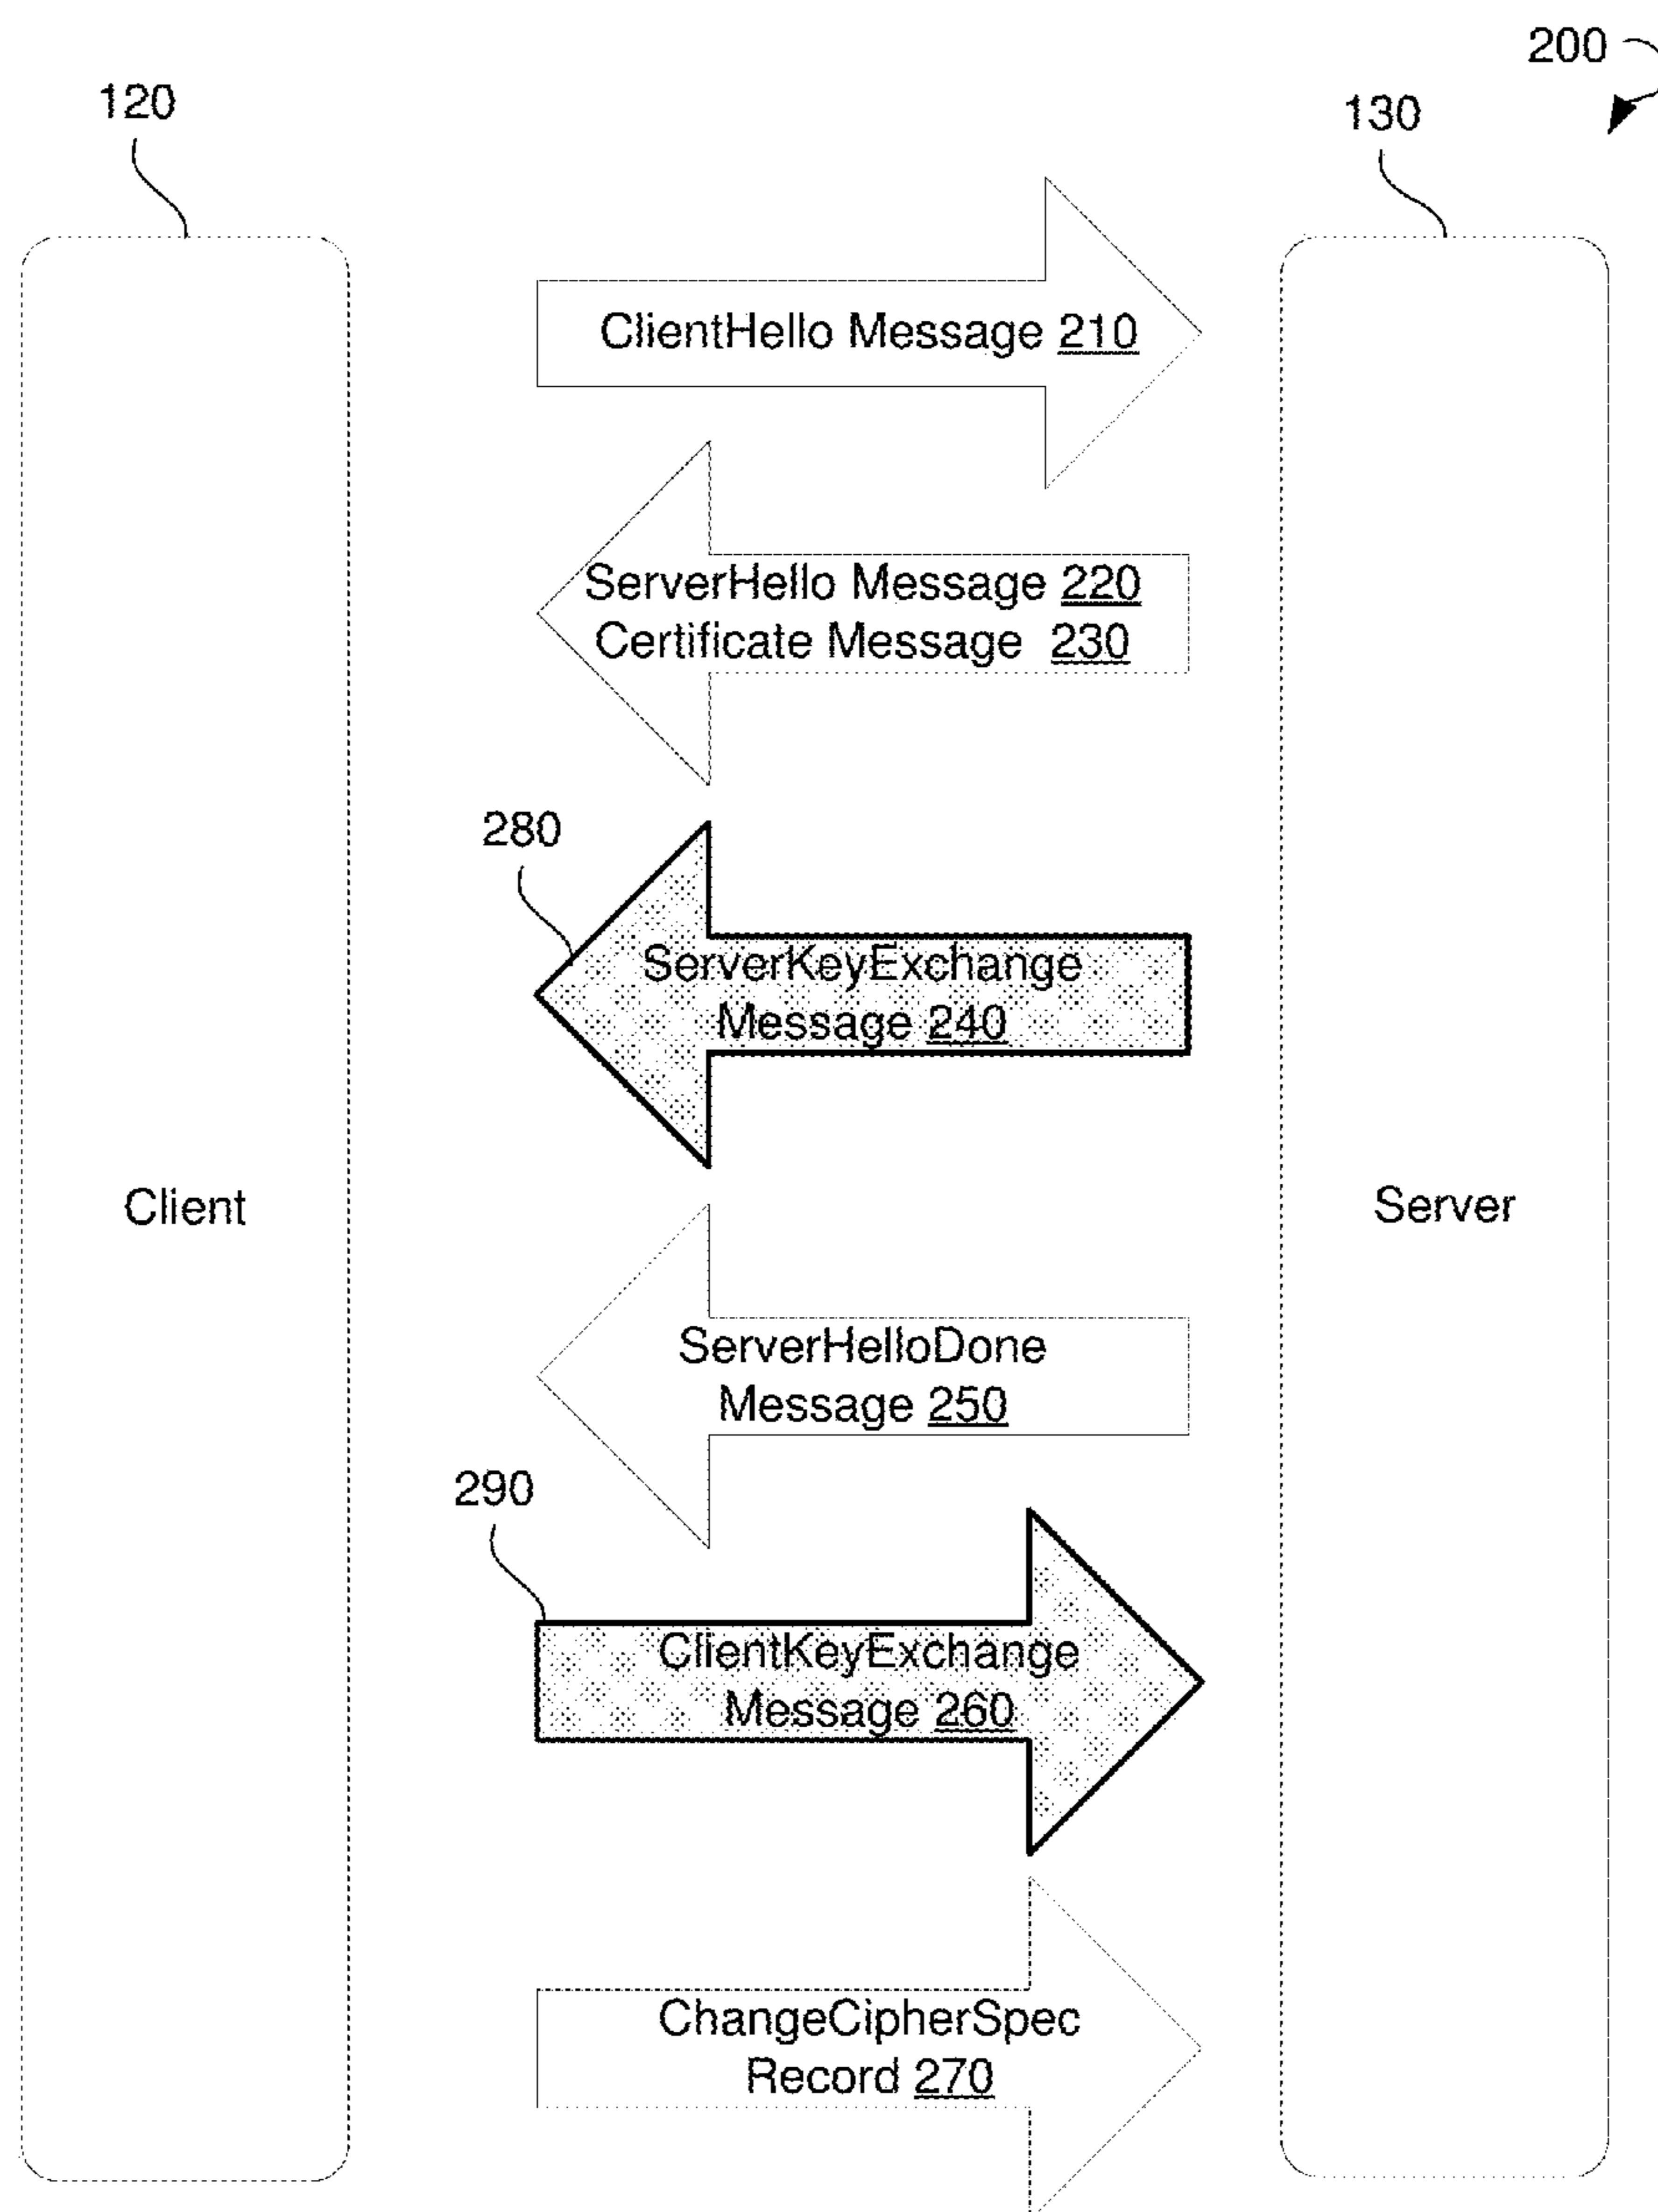 200
120
130
ClientHello Message 210
ServerHello Message 220
Certificate Message 230
280
ServerKeyExchange
Message 240
Client
Server
ServerHelloDone
Message 250
290
ClientKeyExchange
Message 260
ChangeCipherSpec
Record 270